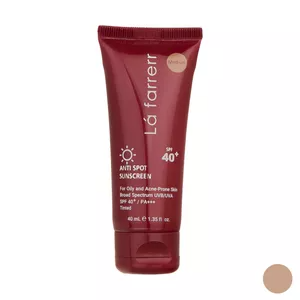 La farrerr
SPF
40+
ANTI SPOT
SUNSCREEN
For Oily and Acne-Prone Skin
Broad Spectrum UVB/UVA
SPF 40+ / PA+++
Tinted
40 mL e 1.35 fl oz